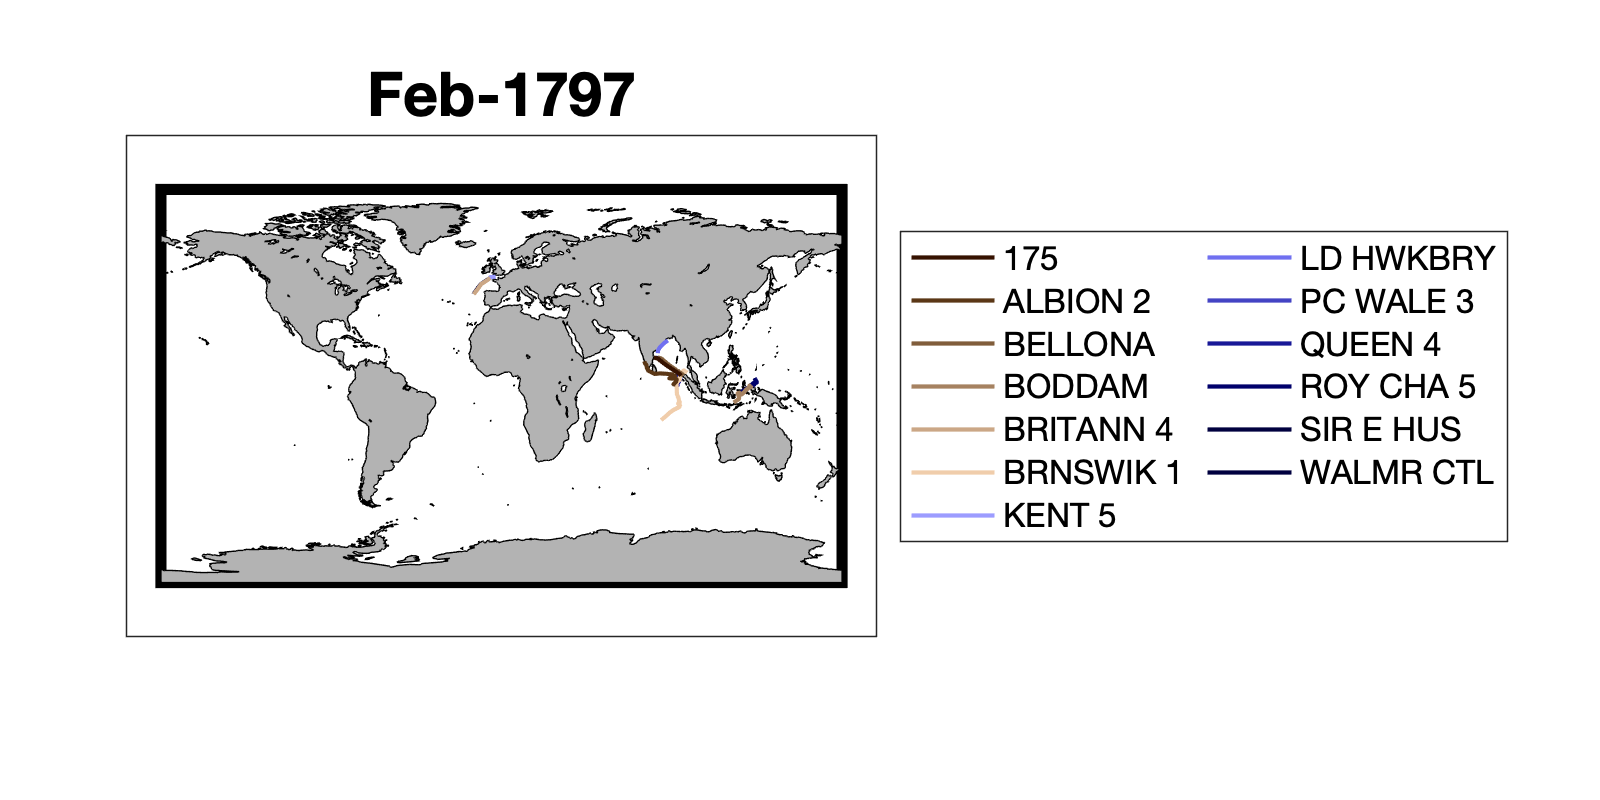 Feb-1797
175
ALBION 2
BELLONA
BODDAM
BRITANN 4
BRNSWIK 1
KENT 5
LD HWKBRY
PC WALE 3
QUEEN 4
ROY CHA 5
SIR E HUS
WALMR CTL